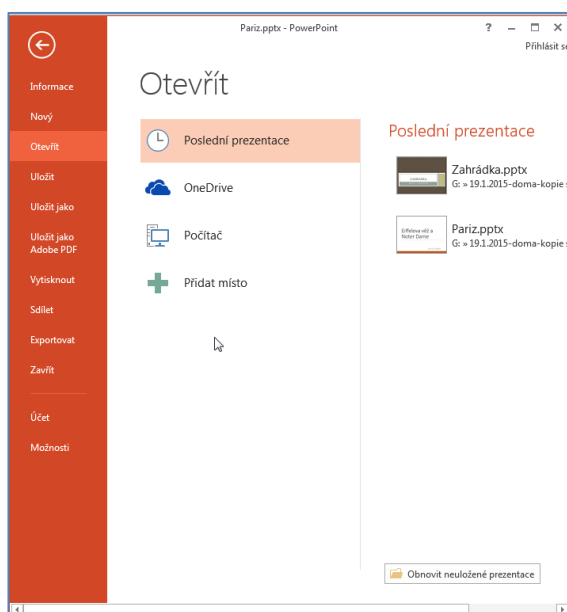 Pariz.pptx - PowerPoint
?
Přihlásit se
Informace
Nový
Otevřít
Uložit
Uložit jako
Uložit jako
Adobe PDF
Vytisknout
Sdílet
Exportovat
Zavřít
Účet
Možnosti
Otevřít
Poslední prezentace
OneDrive
Počítač
Přidat místo
Poslední prezentace
Zahrádka.pptx
G: » 19.1.2015-doma-kopie s
Eiffelova věž a
Noter Dame
Pariz.pptx
G: » 19.1.2015-doma-kopie s
Obnovit neuložené prezentace